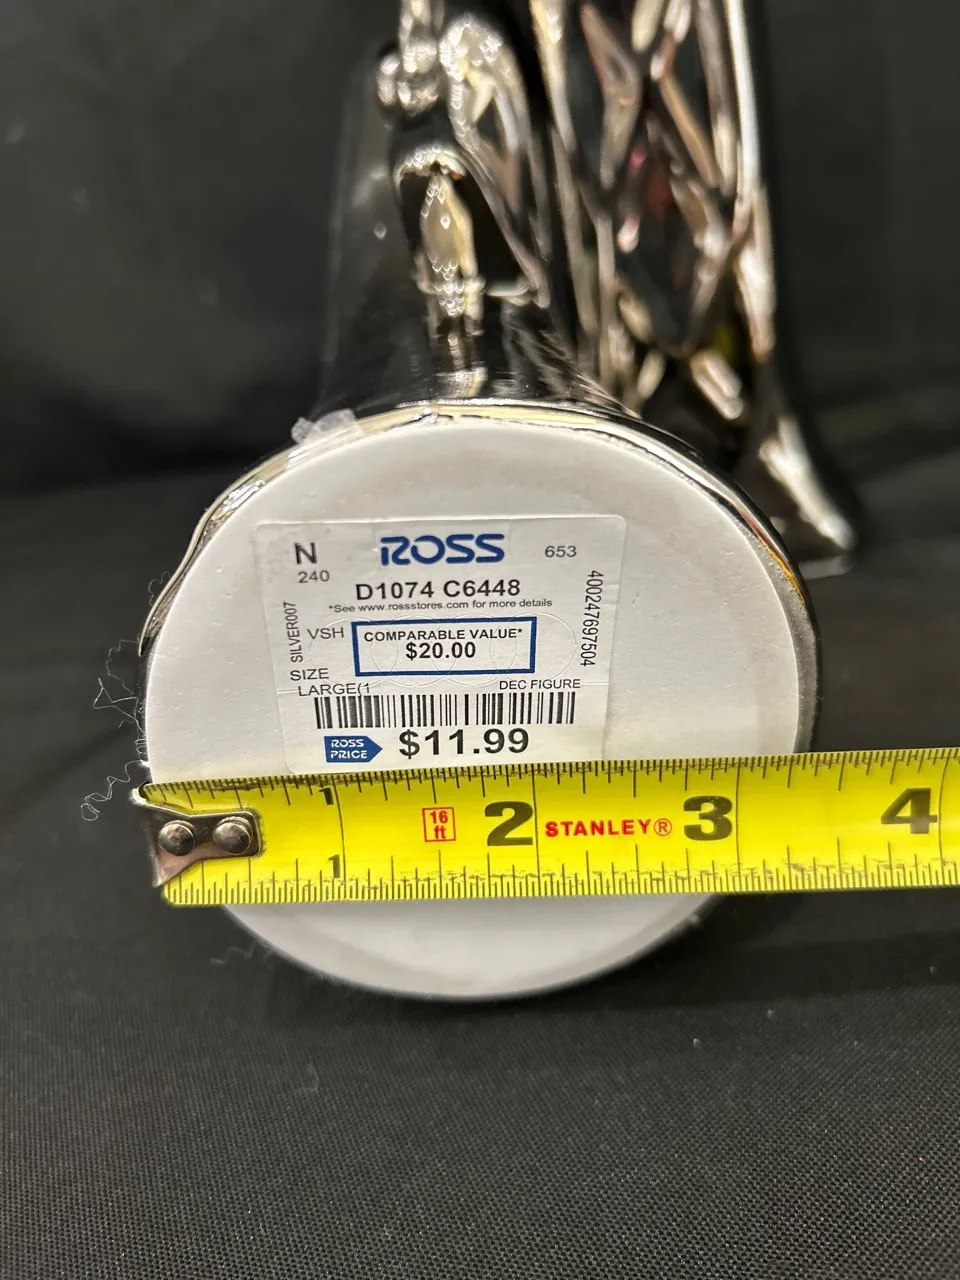 N
240
ROSS
653
D1074 C6448
*See www.rossstores.com for more details
SILVER007
VSH
COMPARABLE VALUE*
$20.00
400247697504
SIZE
LARGE(1
DEC FIGURE
ROSS
PRICE
$11.99
1
16
ft
2
STANLEY®
3
4
1